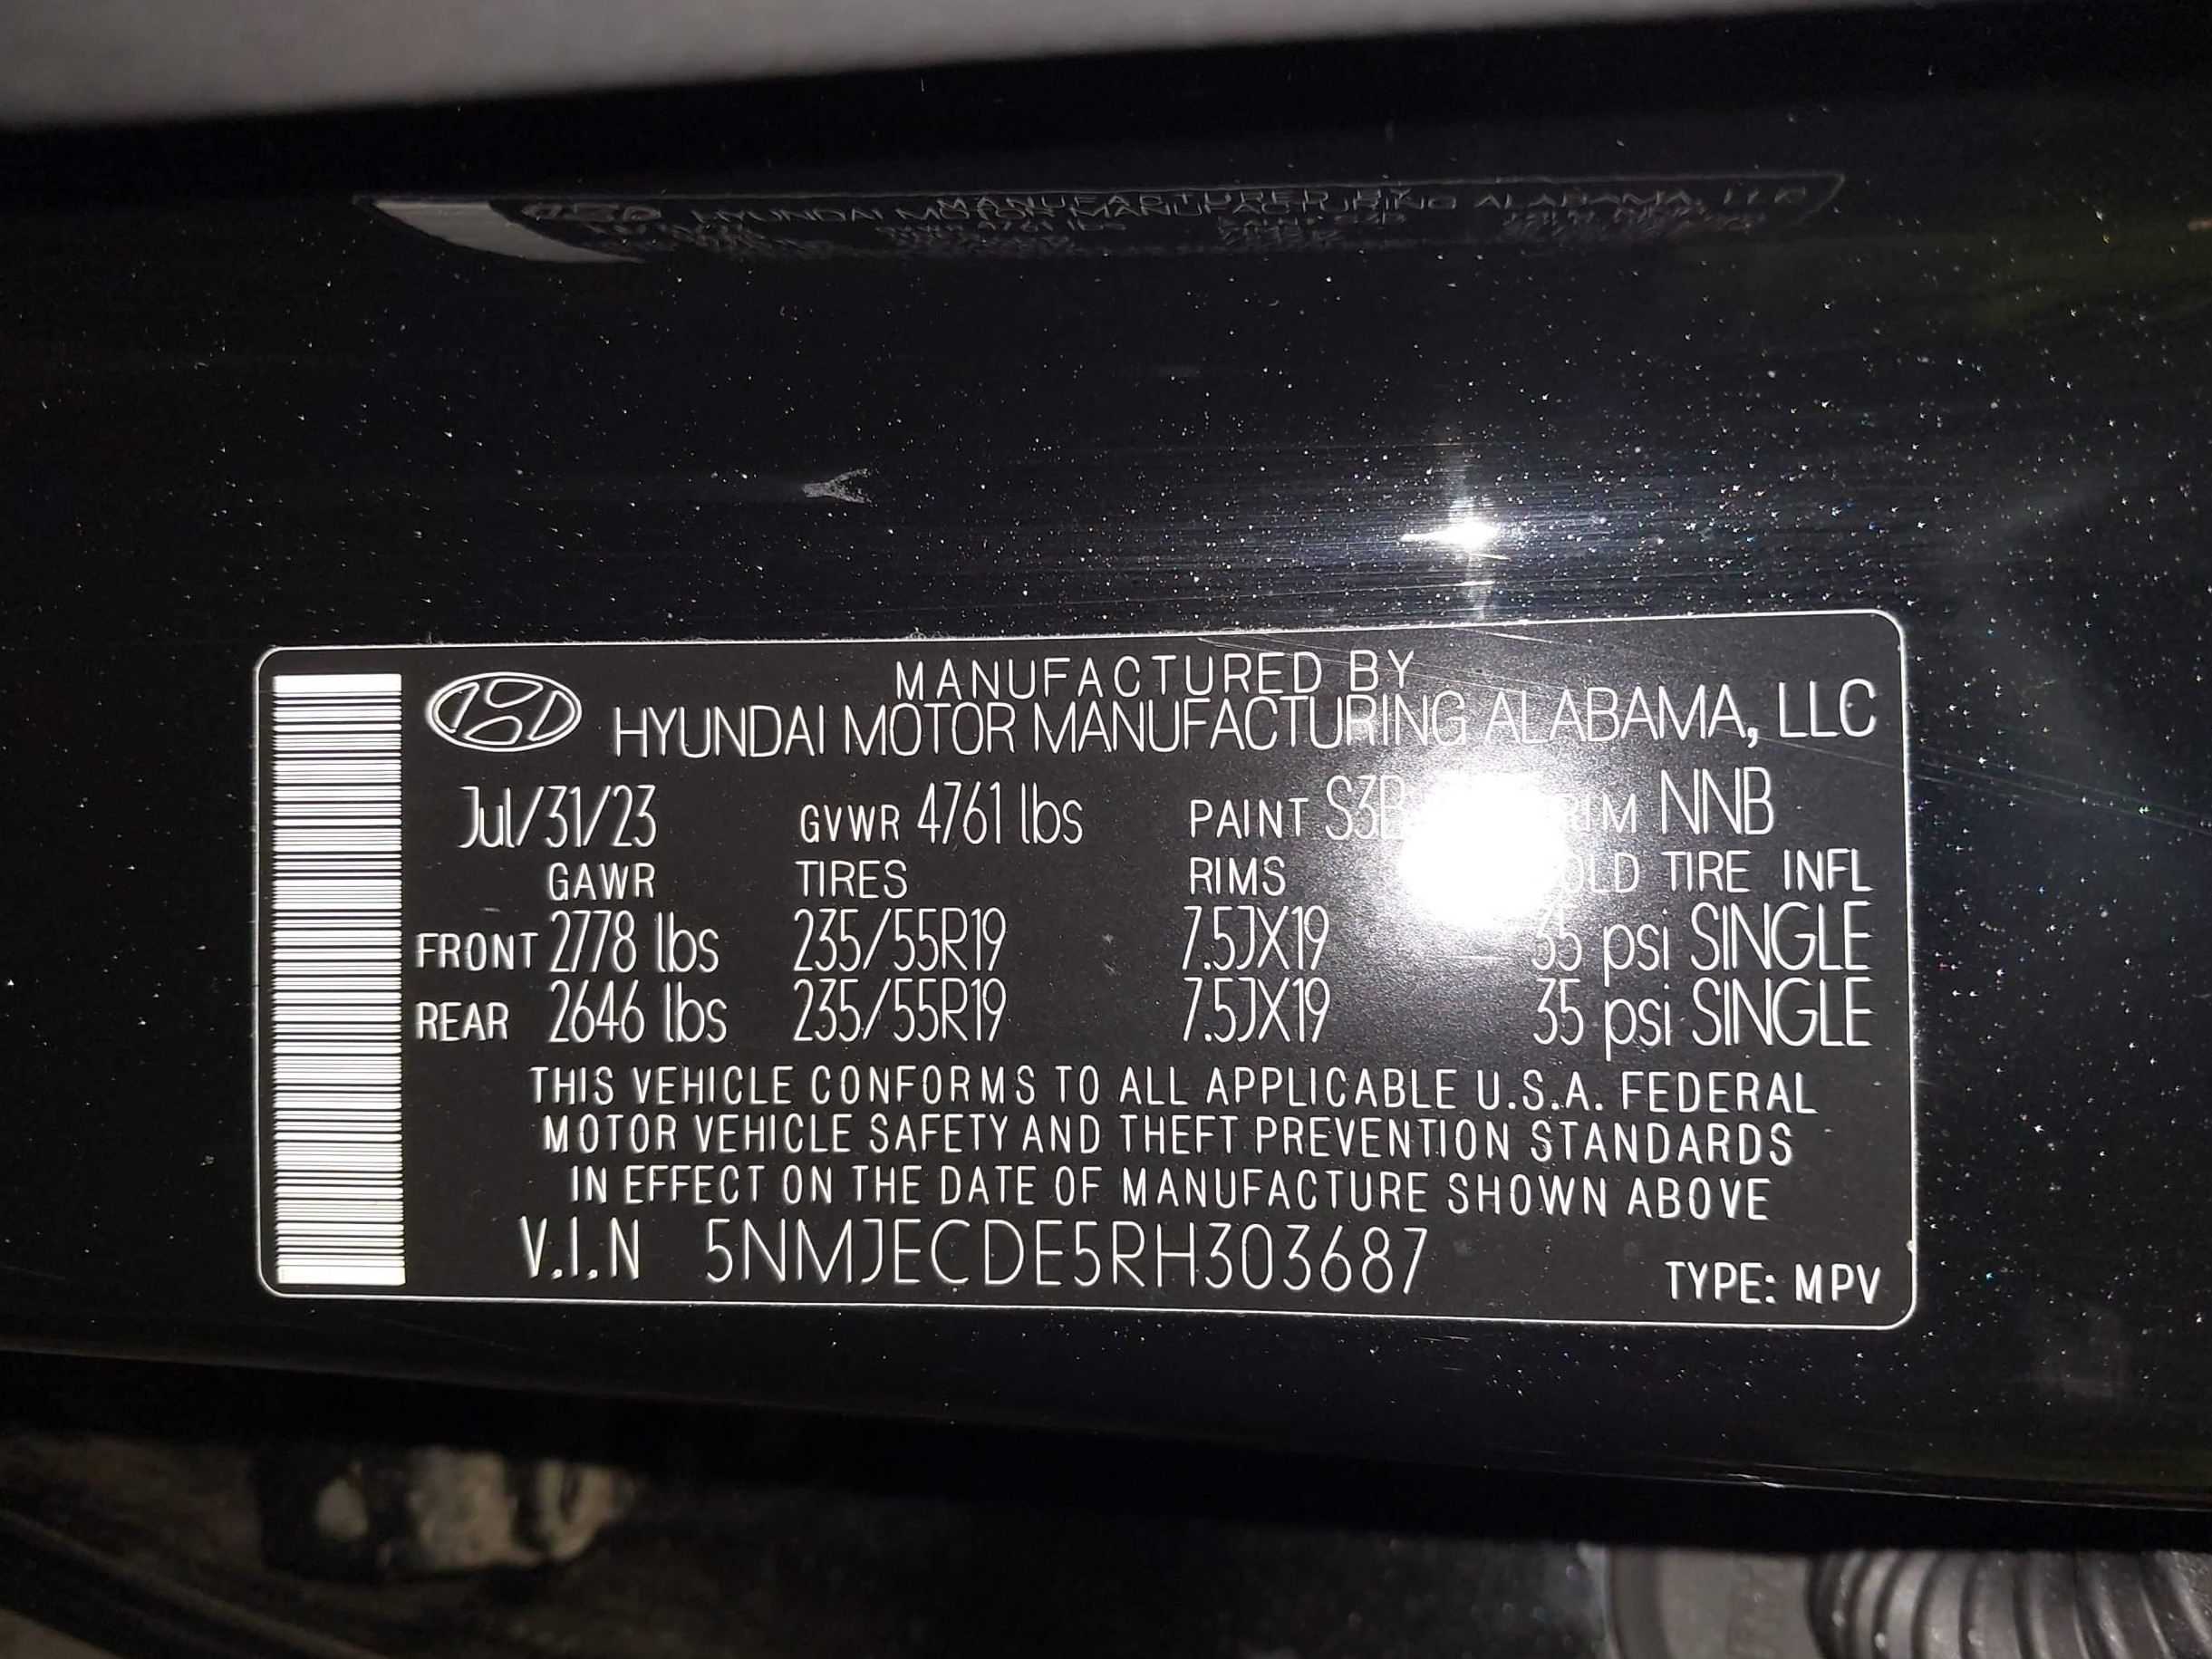 MANUFACTURED BY
HYUNDAI MOTOR MANUFACTURING ALABAMA, LLC
Jul/31/23 GVWR 4761 lbs PAINT NNB
GAWR TIRES RIMS TIRE INFL
FRONT 2778 lbs 235/55R19 7.5JX19 35 psi SINGLE
REAR 2646 lbs 235/55R19 7.5JX19 35 psi SINGLE
THIS VEHICLE CONFORMS TO ALL APPLICABLE U.S.A. FEDERAL
MOTOR VEHICLE SAFETY AND THEFT PREVENTION STANDARDS
IN EFFECT ON THE DATE OF MANUFACTURE SHOWN ABOVE
V.I.N 5NMJECDE5RH303687
TYPE: MPV